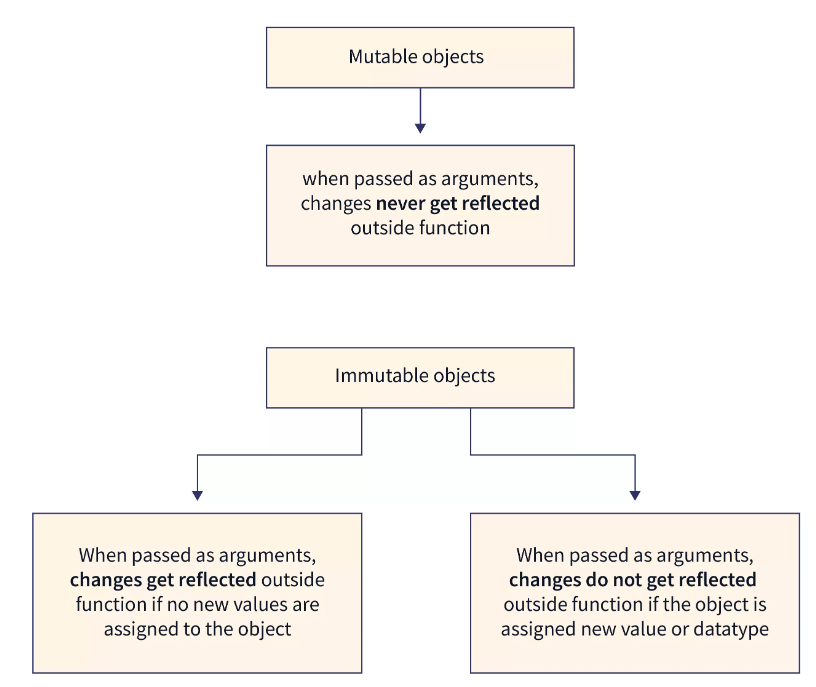 Mutable objects
when passed as arguments,
changes never get reflected
outside function
Immutable objects
When passed as arguments,
changes get reflected outside
function if no new values are
assigned to the object
When passed as arguments,
changes do not get reflected
outside function if the object is
assigned new value or datatype